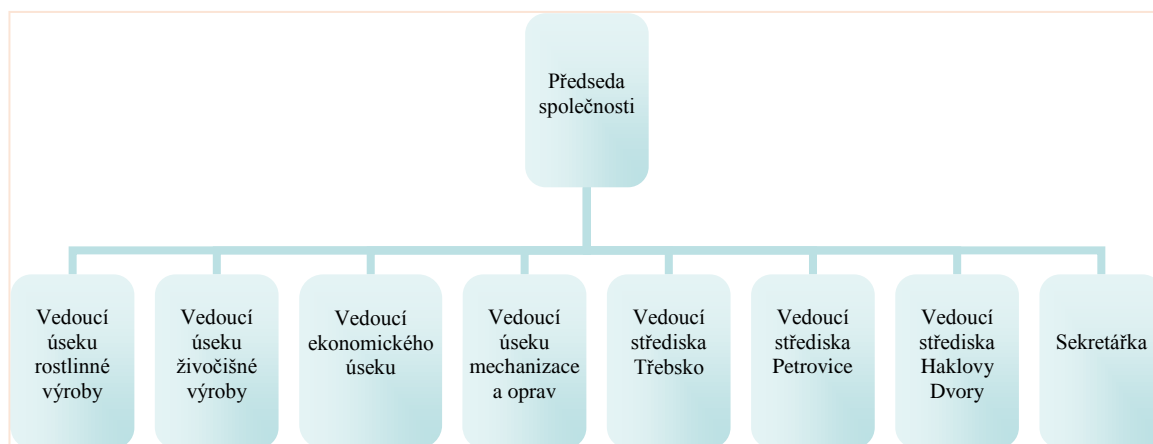 Předseda
společnosti
Vedoucí
úseku
rostlinné
výroby
Vedoucí
úseku
živočišné
výroby
Vedoucí
ekonomického
úseku
Vedoucí
úseku
mechanizace
a oprav
Vedoucí
střediska
Třebsko
Vedoucí
střediska
Petrovice
Vedoucí
střediska
Haklovy
Dvory
Sekretářka